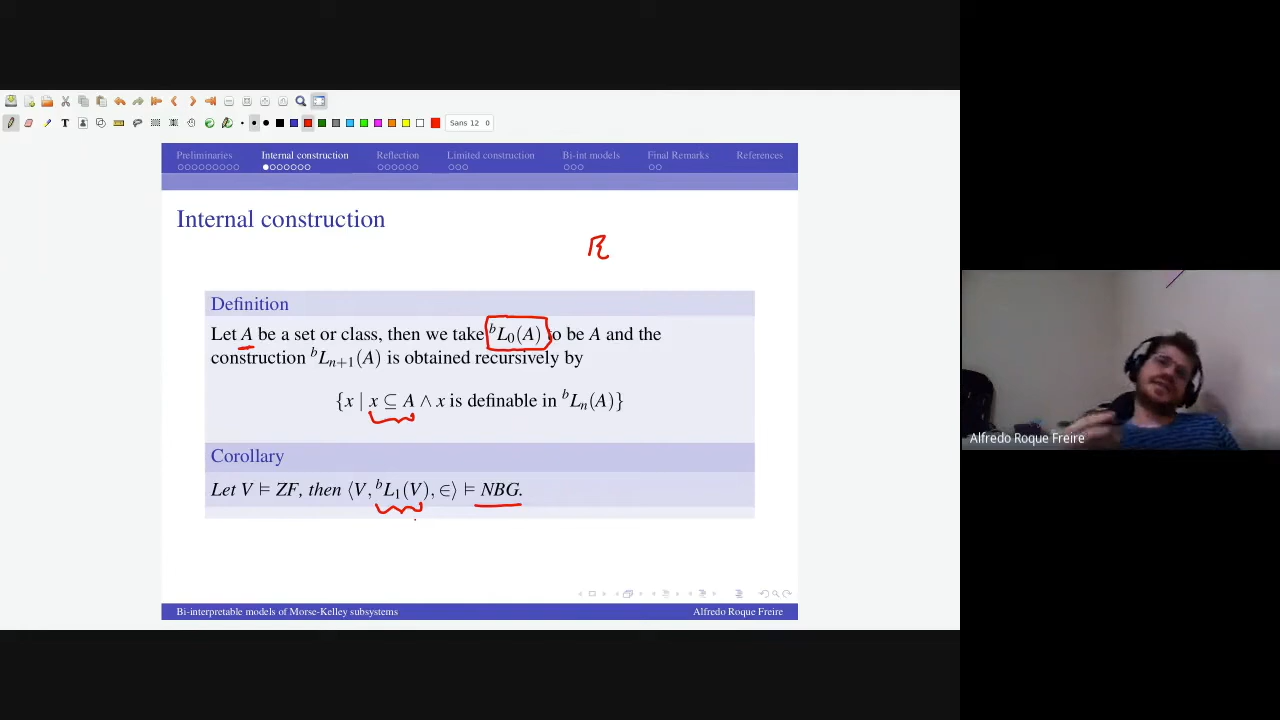 Sans 12 0
Preliminaries Internal construction Reflection Limited construction Bi-int models Final Remarks References
Internal construction
Definition
Let A be a set or class, then we take ᵇL₀(A) to be A and the
construction ᵇLₙ₊₁(A) is obtained recursively by
{x | x ⊆ A ∧ x is definable in ᵇLₙ(A)}
Corollary
Let V ⊨ ZF, then ⟨V, ᵇL₁(V), ∈⟩ ⊨ NBG.
Bi-interpretable models of Morse-Kelley subsystems Alfredo Roque Freire
Alfredo Roque Freire